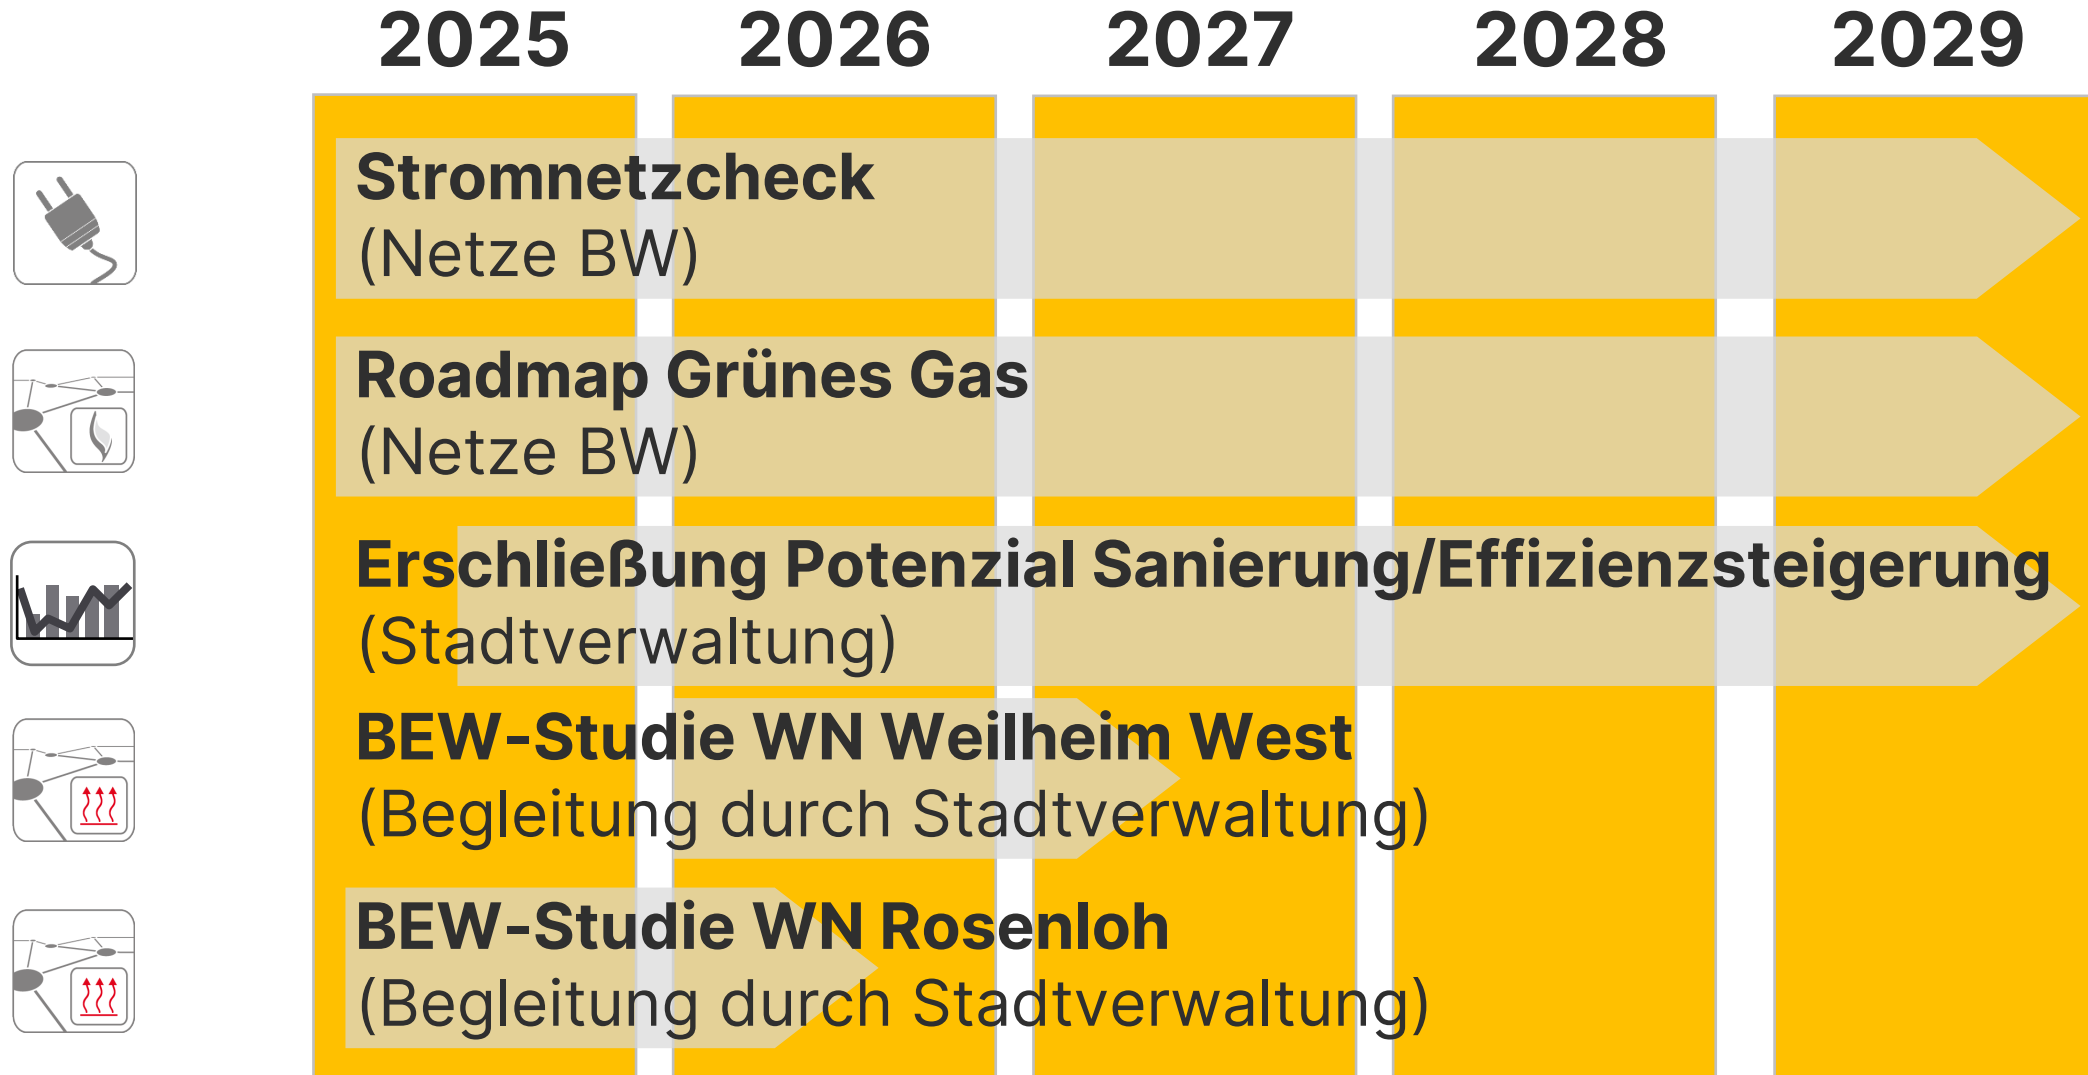 2025 2026 2027 2028 2029
Stromnetzcheck
(Netze BW)
Roadmap Grünes Gas
(Netze BW)
Erschließung Potenzial Sanierung/Effizienzsteigerung
(Stadtverwaltung)
BEW-Studie WN Weilheim West
(Begleitung durch Stadtverwaltung)
BEW-Studie WN Rosenloh
(Begleitung durch Stadtverwaltung)